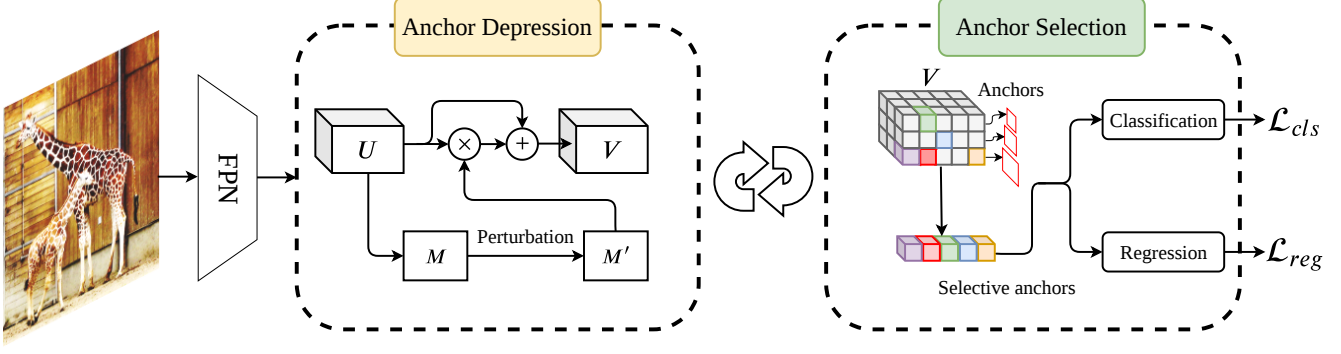 Anchor Depression
Anchor Selection
FPN
U
×
+
V
M
Perturbation
M′
V
Anchors
Selective anchors
Classification
Regression
ℒcls
ℒreg